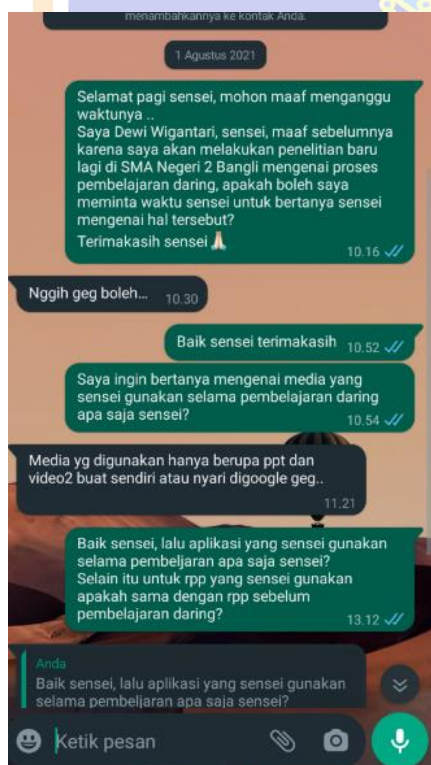 menambahkannya ke kontak Anda.
1 Agustus 2021
Selamat pagi sensei, mohon maaf menganggu
waktunya ..
Saya Dewi Wigantari, sensei, maaf sebelumnya
karena saya akan melakukan penelitian baru
lagi di SMA Negeri 2 Bangli mengenai proses
pembelajaran daring, apakah boleh saya
meminta waktu sensei untuk bertanya sensei
mengenai hal tersebut?
Terimakasih sensei🙏🏻
10.16
Nggih geg boleh... 10.30
Baik sensei terimakasih 10.52
Saya ingin bertanya mengenai media yang
sensei gunakan selama pembelajaran daring
apa saja sensei?
10.54
Media yg digunakan hanya berupa ppt dan
video2 buat sendiri atau nyari digoogle geg..
11.21
Baik sensei, lalu aplikasi yang sensei gunakan
selama pembeljaran apa saja sensei?
Selain itu untuk rpp yang sensei gunakan
apakah sama dengan rpp sebelum
pembelajaran daring?
13.12
Anda
Baik sensei, lalu aplikasi yang sensei gunakan
selama pembeljaran apa saja sensei?
Ketik pesan